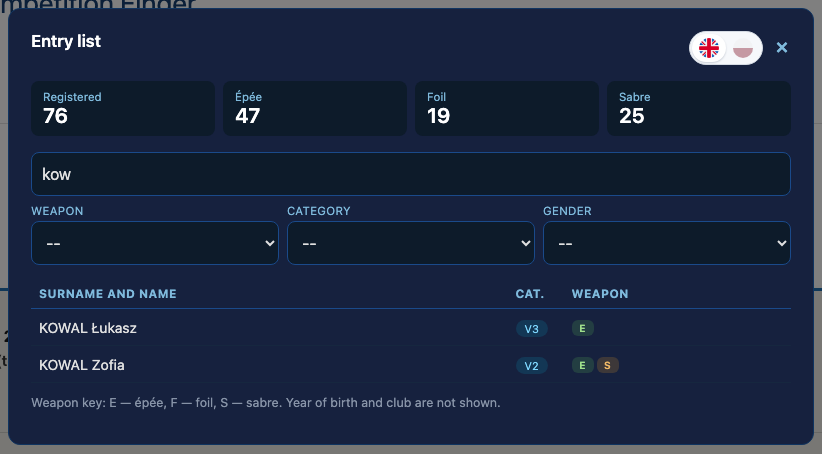 Competition Finder
Entry list
Registered Épée Foil Sabre
76 47 19 25
kow
WEAPON CATEGORY GENDER
-- -- --
SURNAME AND NAME CAT. WEAPON
KOWAL Łukasz V3 E
KOWAL Zofia V2 E S
Weapon key: E — épée, F — foil, S — sabre. Year of birth and club are not shown.